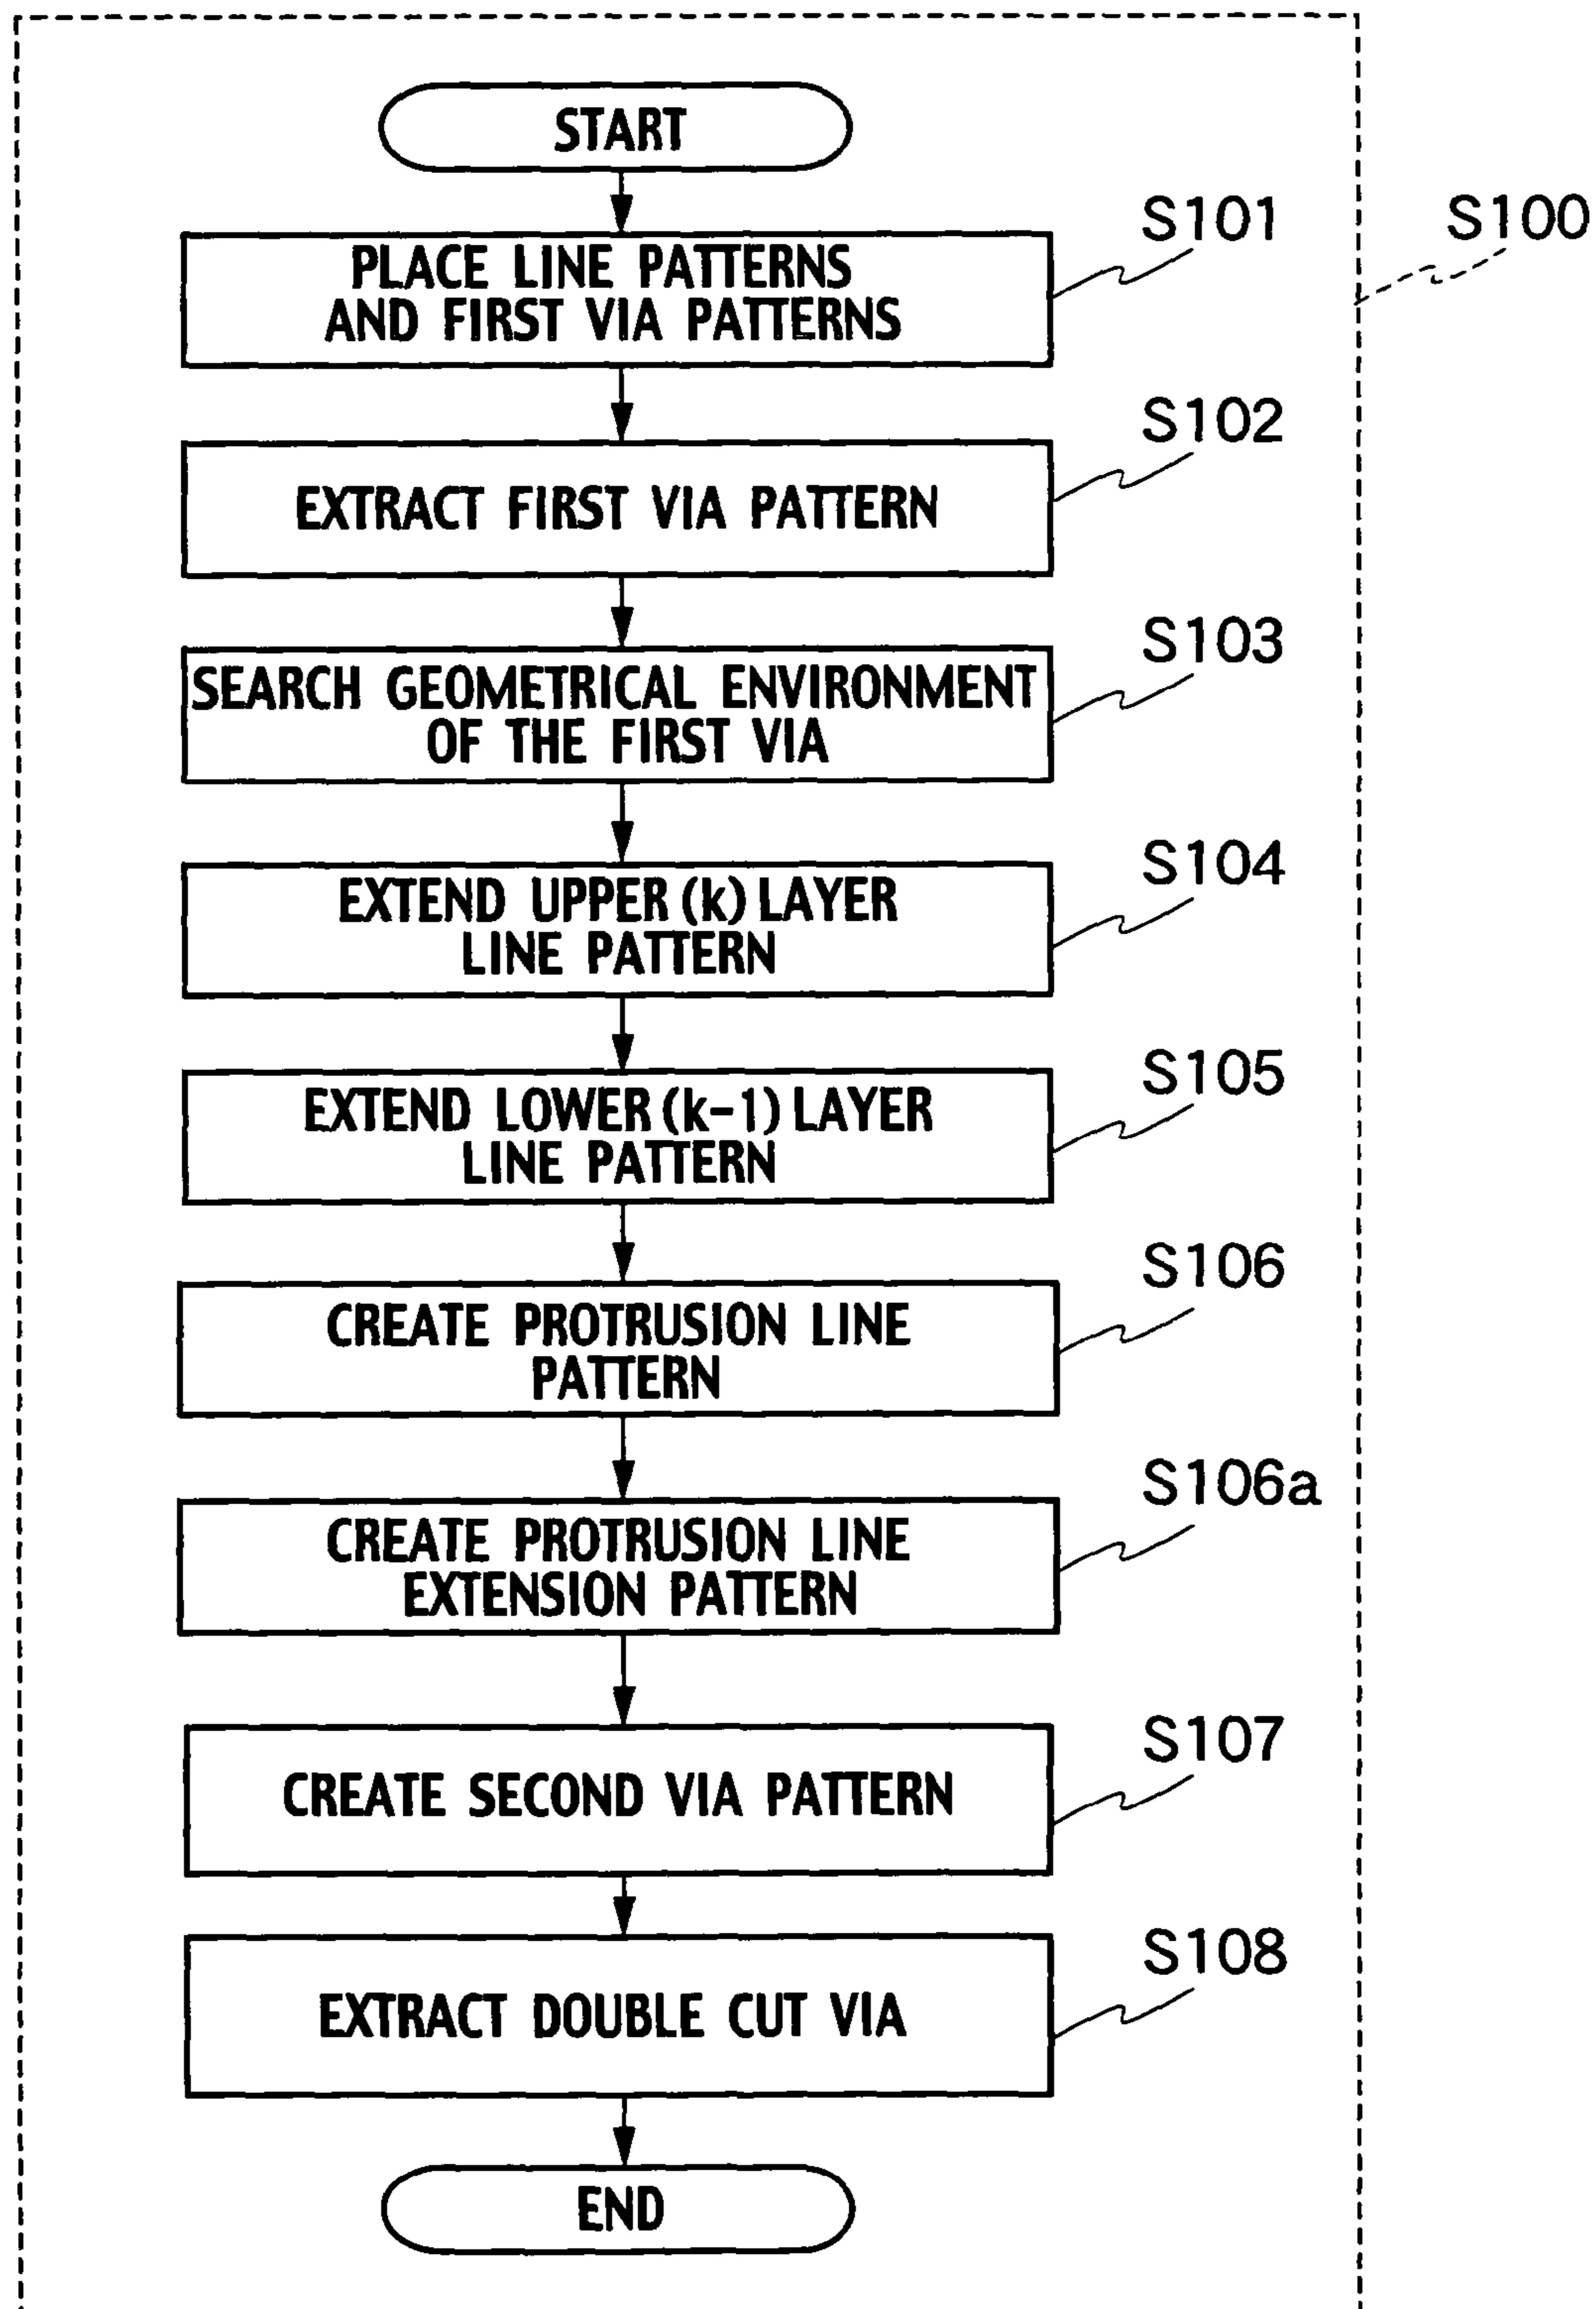 START
S101
S100
PLACE LINE PATTERNS
AND FIRST VIA PATTERNS
S102
EXTRACT FIRST VIA PATTERN
S103
SEARCH GEOMETRICAL ENVIRONMENT
OF THE FIRST VIA
S104
EXTEND UPPER (k) LAYER
LINE PATTERN
S105
EXTEND LOWER (k-1) LAYER
LINE PATTERN
S106
CREATE PROTRUSION LINE
PATTERN
S106a
CREATE PROTRUSION LINE
EXTENSION PATTERN
S107
CREATE SECOND VIA PATTERN
S108
EXTRACT DOUBLE CUT VIA
END